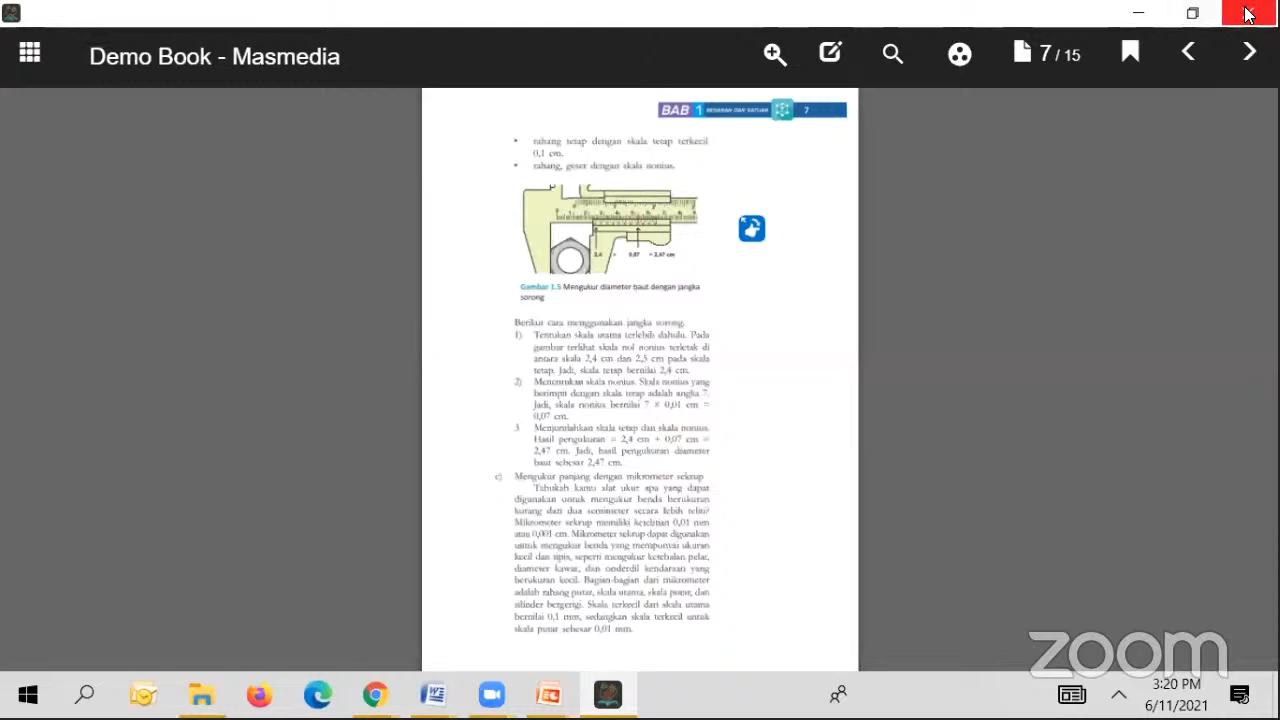 Demo Book - Masmedia
7 / 15
BAB 1 BESARAN DAN SATUAN 7
• rahang tetap dengan skala tetap terkecil
0,1 cm.
• rahang, geser dengan skala nonius.
2,4 + 0,07 = 2,47 cm
Gambar 1.5 Mengukur diameter baut dengan jangka
sorong
Berikut cara menggunakan jangka sorong.
1) Tentukan skala utama terlebih dahulu. Pada
gambar terlihat skala nol nonius terletak di
antara skala 2,4 cm dan 2,5 cm pada skala
tetap. Jadi, skala tetap bernilai 2,4 cm.
2) Menentukan skala nonius. Skala nonius yang
berimpit dengan skala tetap adalah angka 7.
Jadi, skala nonius bernilai 7 × 0,01 cm =
0,07 cm.
3 Menjumlahkan skala tetap dan skala nonius.
Hasil pengukuran = 2,4 cm + 0,07 cm =
2,47 cm. Jadi, hasil pengukuran diameter
baut sebesar 2,47 cm.
c) Mengukur panjang dengan mikrometer sekrup
Tahukah kamu alat ukur apa yang dapat
digunakan untuk mengukur benda berukuran
kurang dari dua sentimeter secara lebih teliti?
Mikrometer sekrup memiliki ketelitian 0,01 mm
atau 0,001 cm. Mikrometer sekrup dapat digunakan
untuk mengukur benda yang mempunyai ukuran
kecil dan tipis, seperti mengukur ketebalan pelat,
diameter kawat, dan onderdil kendaraan yang
berukuran kecil. Bagian-bagian dari mikrometer
adalah rahang putar, skala utama, skala putar, dan
silinder bergerigi. Skala terkecil dari skala utama
bernilai 0,1 mm, sedangkan skala terkecil untuk
skala putar sebesar 0,01 mm.
zoom
3:20 PM
6/11/2021